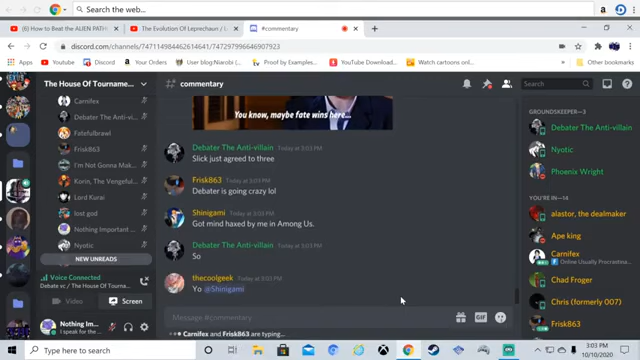 Search the web...
(6) How to Beat the ALIEN PATH
The Evolution Of Leprechaun /
#commentary
discord.com/channels/747114984462614641/747297996646907923
Apps
User blog:Nairobi
Proof by Examples...
YouTube Download...
Watch cartoons onl...
The House Of Tourname...
commentary
Search
Carnifex
Debater The Anti-v...
Fatefulbrawl
Frisk863
I'm Not Gonna Mak...
Korin, The Vengeful...
Lord Kurai
lost god
Nothing Important ...
Nyotic
NEW UNREADS
Voice Connected
Debate vc / The House Of Tourna...
Video
Screen
Nothing Im...
i speak for the...
You know, maybe fate wins here...
Debater The Anti-villain Today at 3:03 PM
Slick just agreed to three
Frisk863 Today at 3:03 PM
Debater is going crazy lol
Shinigami Today at 3:03 PM
Got mind haxed by me in Among Us.
Debater The Anti-villain Today at 3:03 PM
So
thecoolgeek Today at 3:03 PM
Yo @Shinigami
Message #commentary
GIF
Carnifex and Frisk863 are typing...
GROUNDSKEEPER—3
Debater The Anti-villain
Nyotic
Phoenix Wright
YOU'RE IN—14
alastor, the dealmaker
Ape king
Carnifex
Online Usually Procrastina...
Chad Froger
Chris (formerly 007)
Frisk863
Type here to search
3:03 PM
10/10/2020